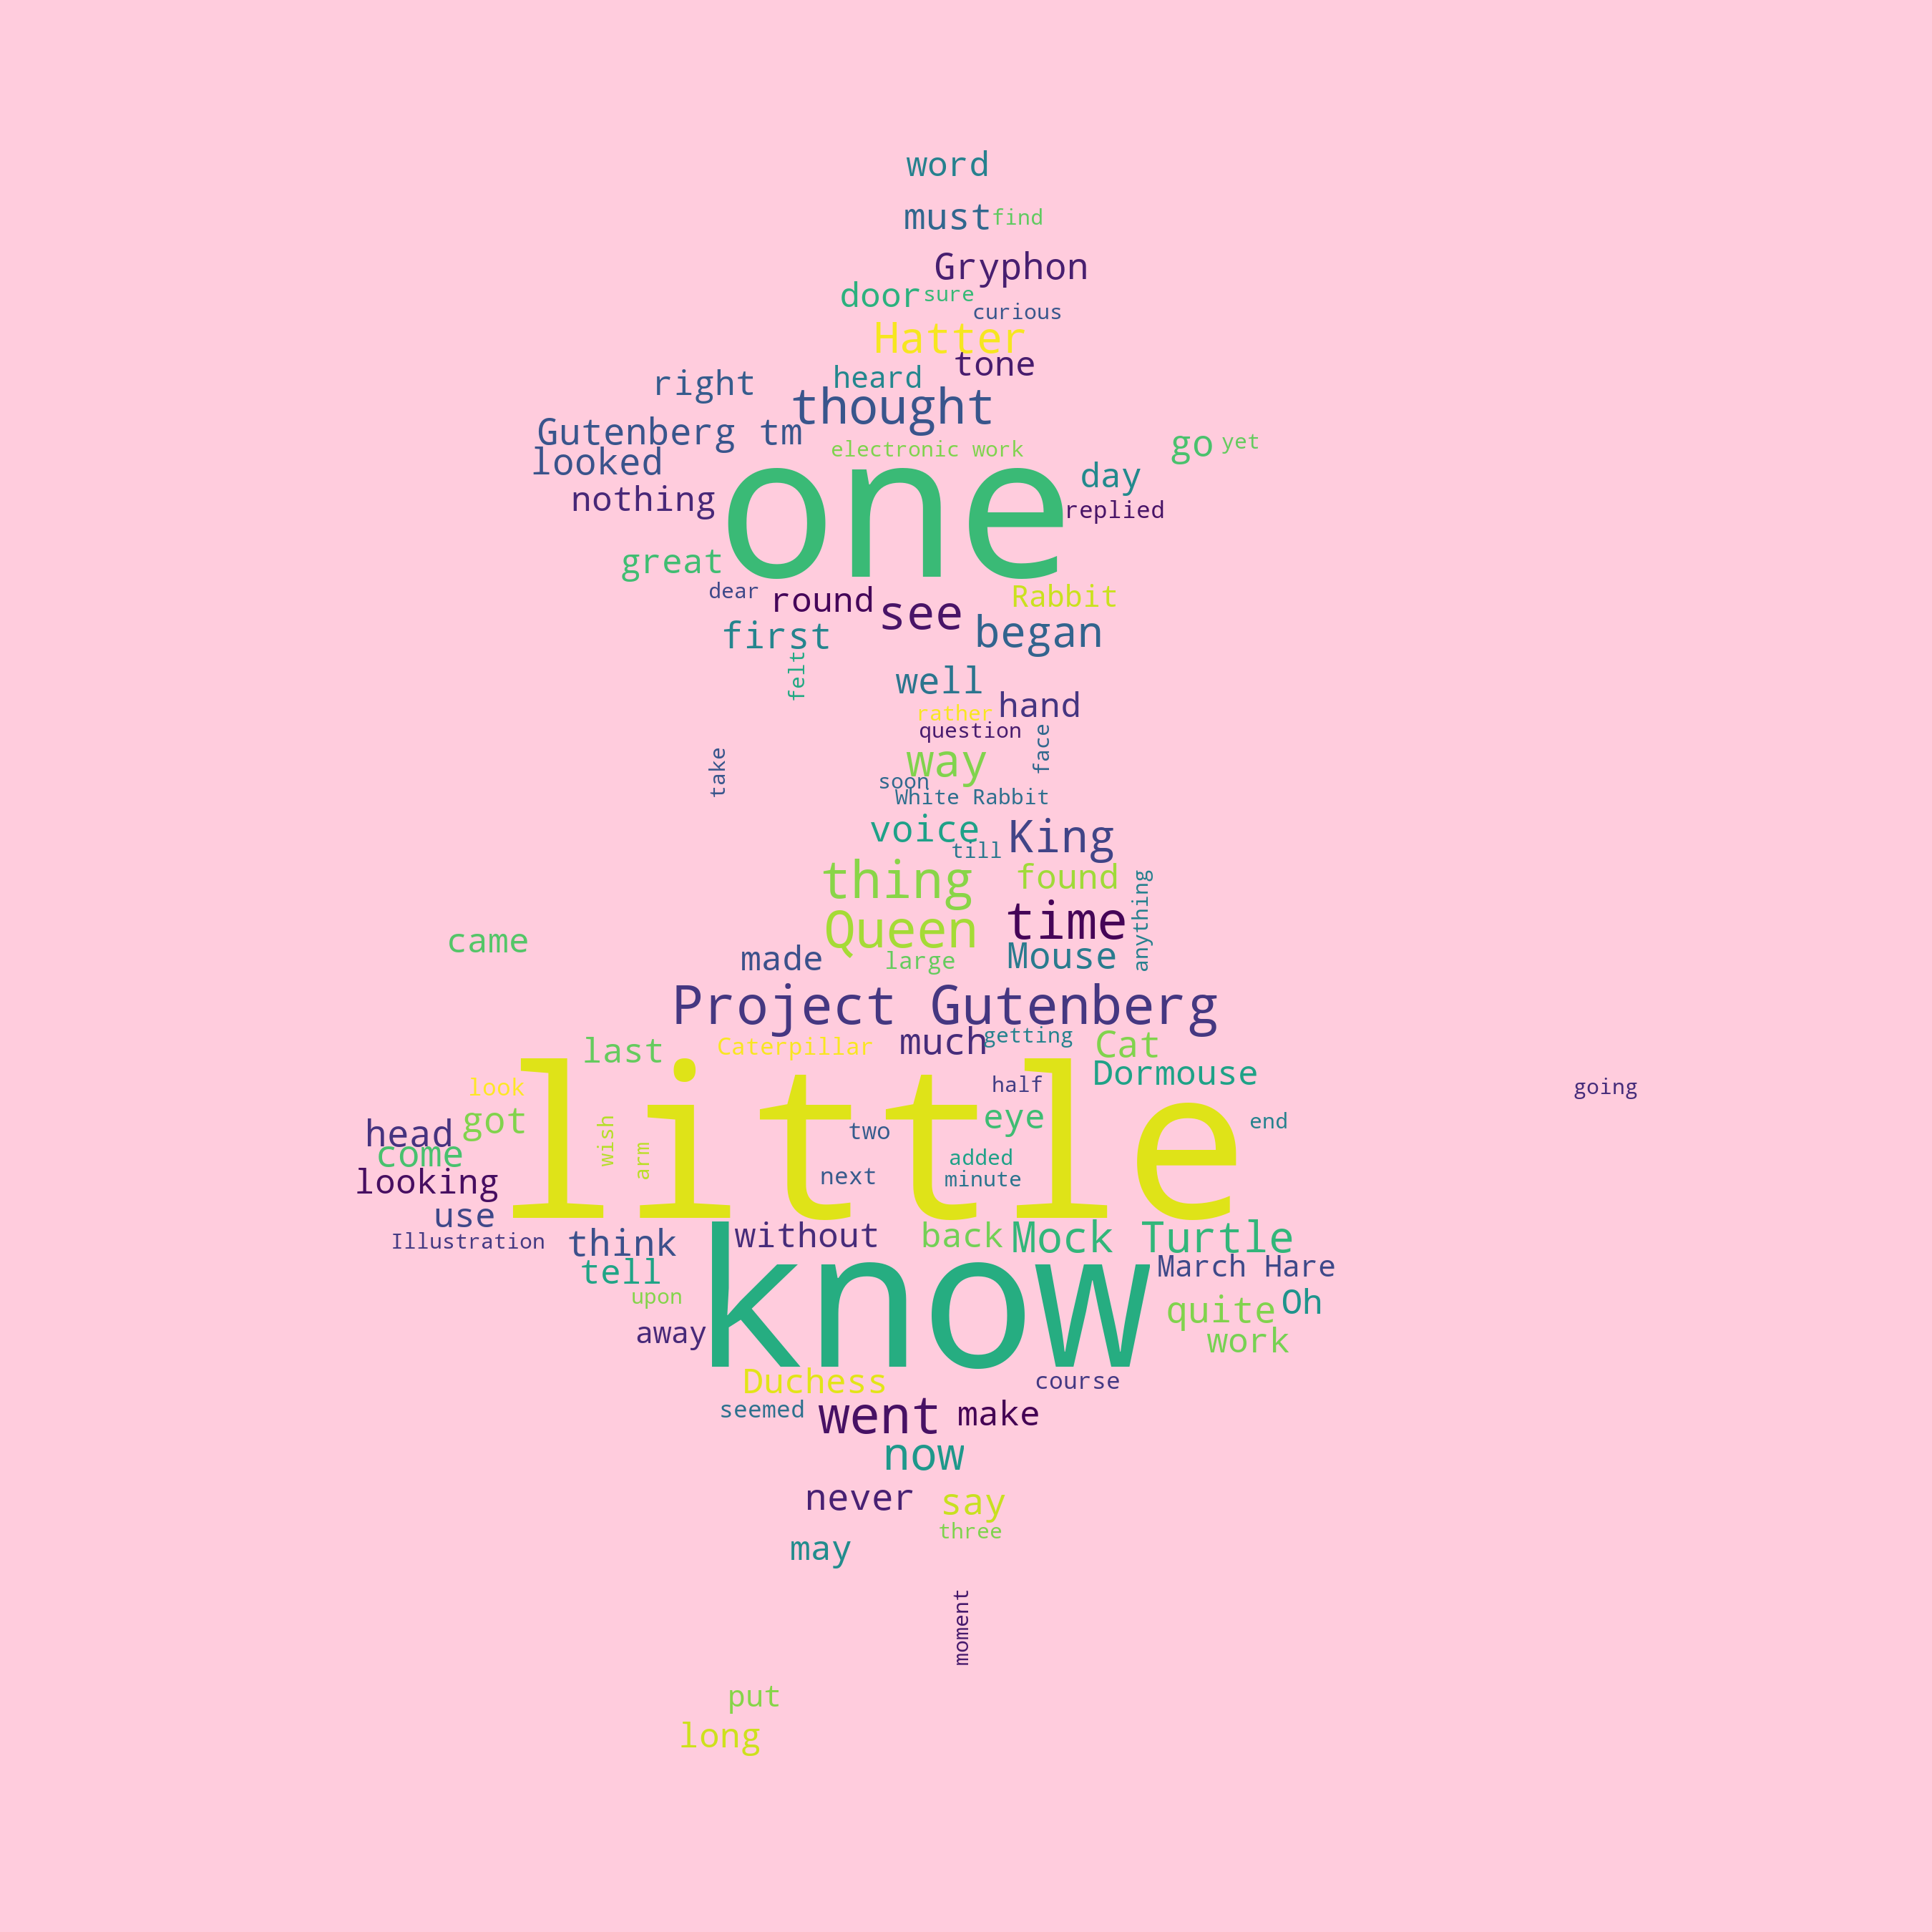 word
must find
Gryphon
door sure
curious
Hatter
tone
right heard
thought
Gutenberg tm
electronic work go yet
looked
one
day
nothing
replied
great
dear
round see Rabbit
first began
felt
well
rather hand
question
face
way
take
soon
White Rabbit
voice King
till
thing found
anything
Queen time
came
made large Mouse
Project Gutenberg
last Caterpillar much getting Cat
Dormouse
look half going
little
got eye end
head two
wish
come arm added
looking next minute
use
Illustration think without back Mock Turtle
know
tell March Hare
upon quite Oh
away work
Duchess course
seemed went make
now
never say
three
may
moment
put
long